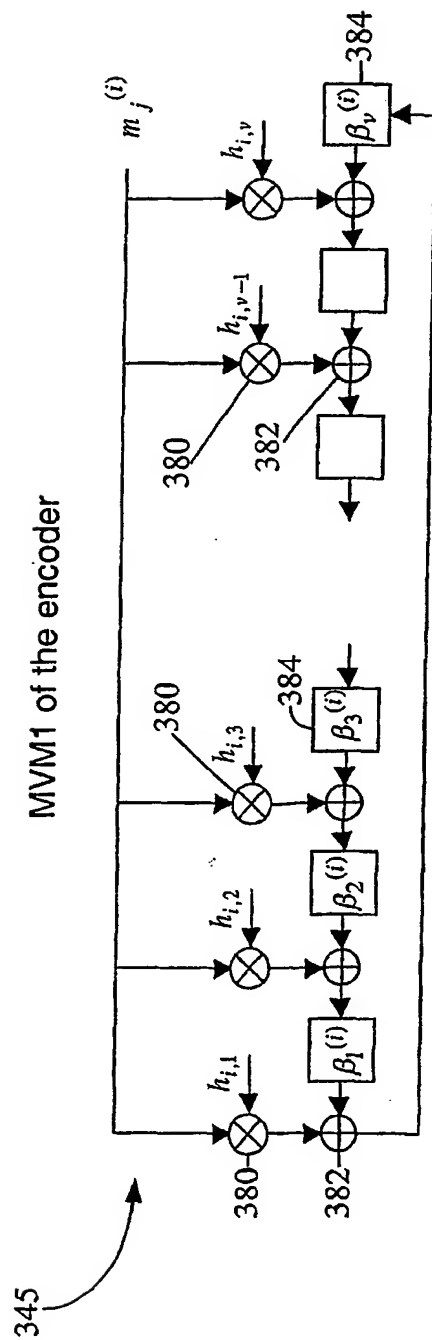 345
MVM1 of the encoder
m_j^{(i)}
h_{i,1}
h_{i,2}
h_{i,3}
h_{i,v-1}
h_{i,v}
380
380
380
382
382
384
384
β_1^{(i)}
β_2^{(i)}
β_3^{(i)}
β_v^{(i)}